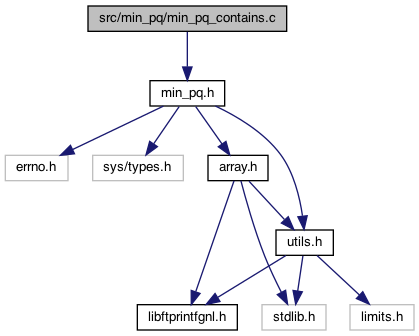 src/min_pq/min_pq_contains.c
min_pq.h
errno.h
sys/types.h
array.h
utils.h
libftprintfgnl.h
stdlib.h
limits.h